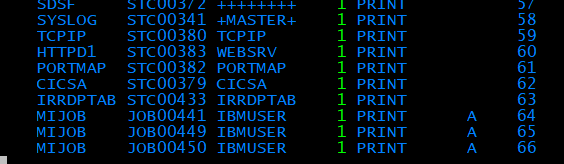 SDSF STC00372 ++++++++ 1 PRINT 57
SYSLOG STC00341 +MASTER+ 1 PRINT 58
TCPIP STC00380 TCPIP 1 PRINT 59
HTTPD1 STC00383 WEBSRV 1 PRINT 60
PORTMAP STC00382 PORTMAP 1 PRINT 61
CICSA STC00379 CICSA 1 PRINT 62
IRRDPTAB STC00433 IRRDPTAB 1 PRINT 63
MIJOB JOB00441 IBMUSER 1 PRINT A 64
MIJOB JOB00449 IBMUSER 1 PRINT A 65
MIJOB JOB00450 IBMUSER 1 PRINT A 66